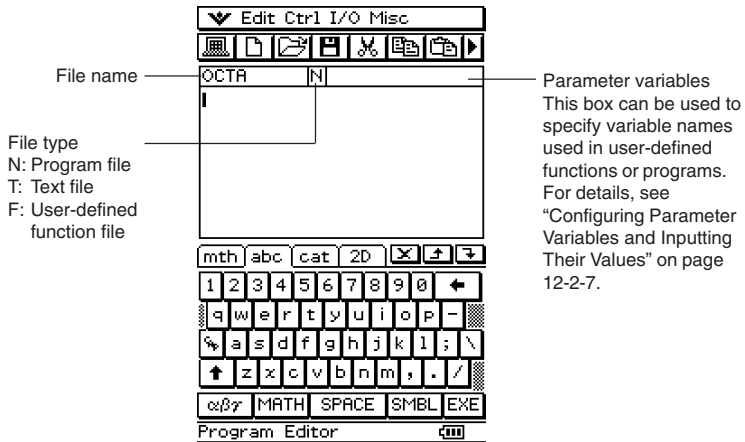 Edit Ctrl I/O Misc
File name
OCTA N
File type
N: Program file
T: Text file
F: User-defined
function file
Parameter variables
This box can be used to
specify variable names
used in user-defined
functions or programs.
For details, see
“Configuring Parameter
Variables and Inputting
Their Values” on page
12-2-7.
mth abc cat 2D
1 2 3 4 5 6 7 8 9 0
q w e r t y u i o p -
a s d f g h j k l ; \
z x c v b n m , . /
αβγ MATH SPACE SMBL EXE
Program Editor